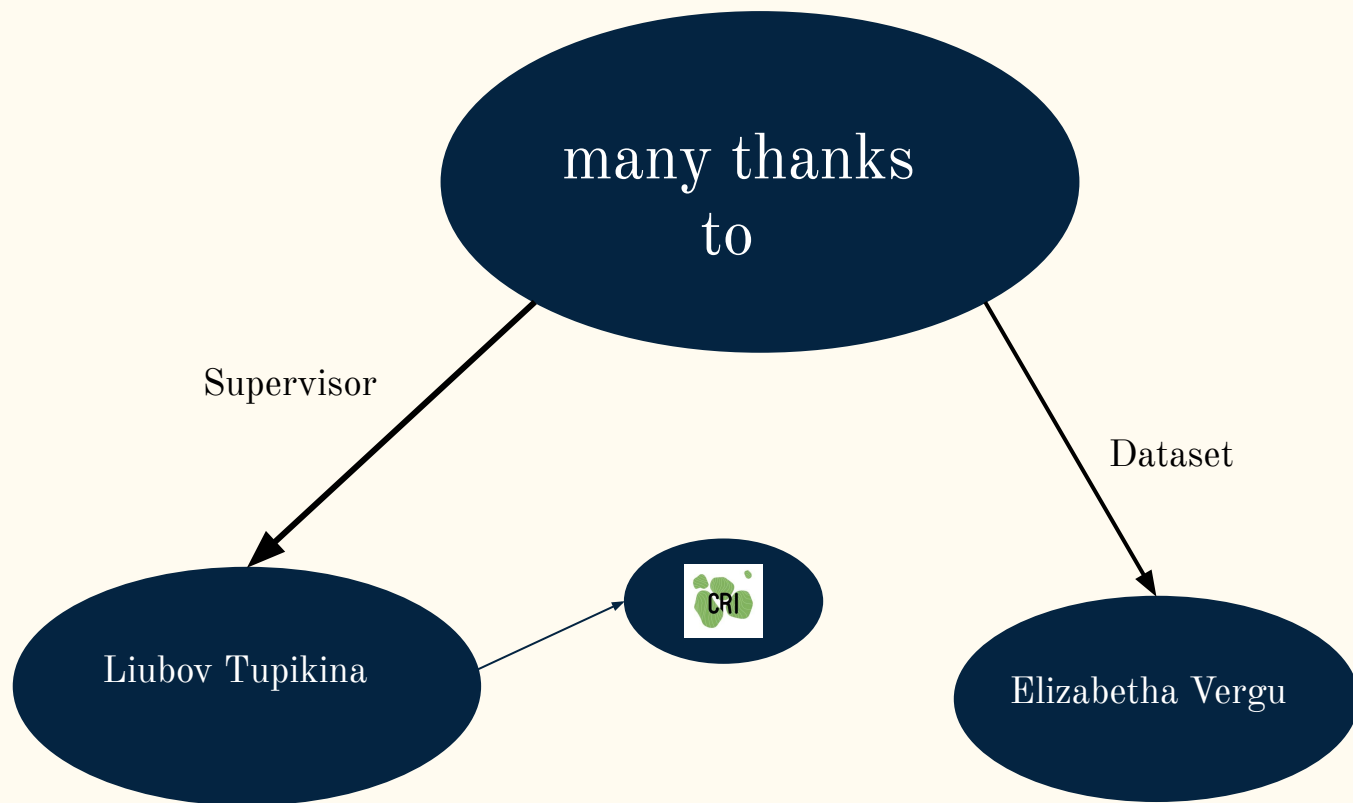 many thanks
to
Supervisor
Dataset
CRI
Liubov Tupikina
Elizabetha Vergu